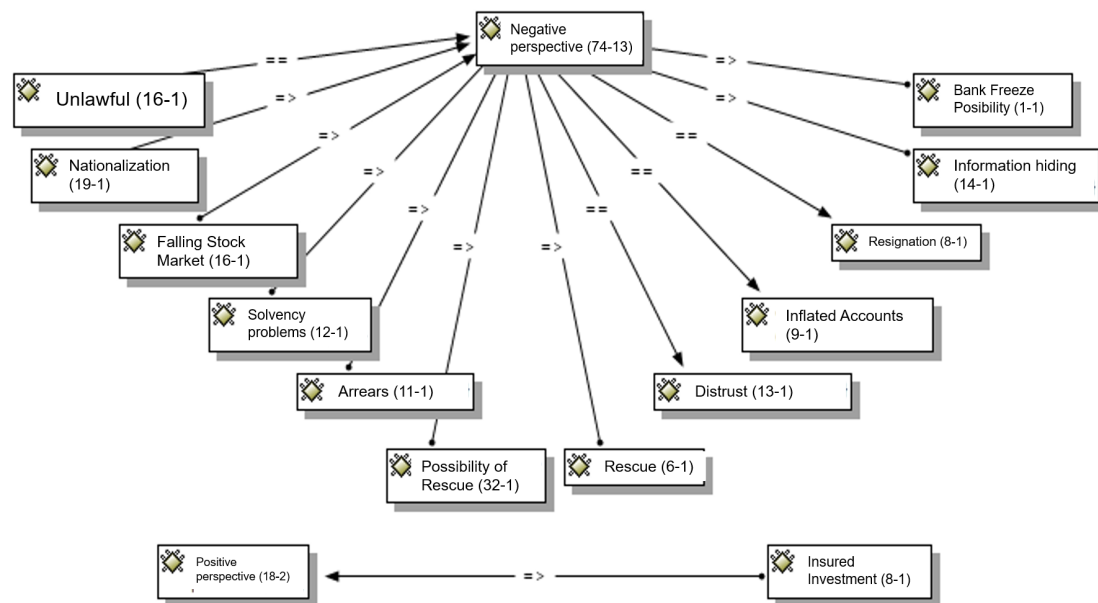 Negative
perspective (74-13)
==
=>
Unlawful (16-1)
Bank Freeze
Posibility (1-1)
=>
=>
Nationalization
(19-1)
=>
==
Information hiding
(14-1)
=>
==
Falling Stock
Market (16-1)
=>
==
Resignation (8-1)
=>
=>
Solvency
problems (12-1)
Inflated Accounts
(9-1)
Arrears (11-1)
Distrust (13-1)
Possibility of
Rescue (32-1)
Rescue (6-1)
Positive
perspective (18-2)
=>
Insured
Investment (8-1)